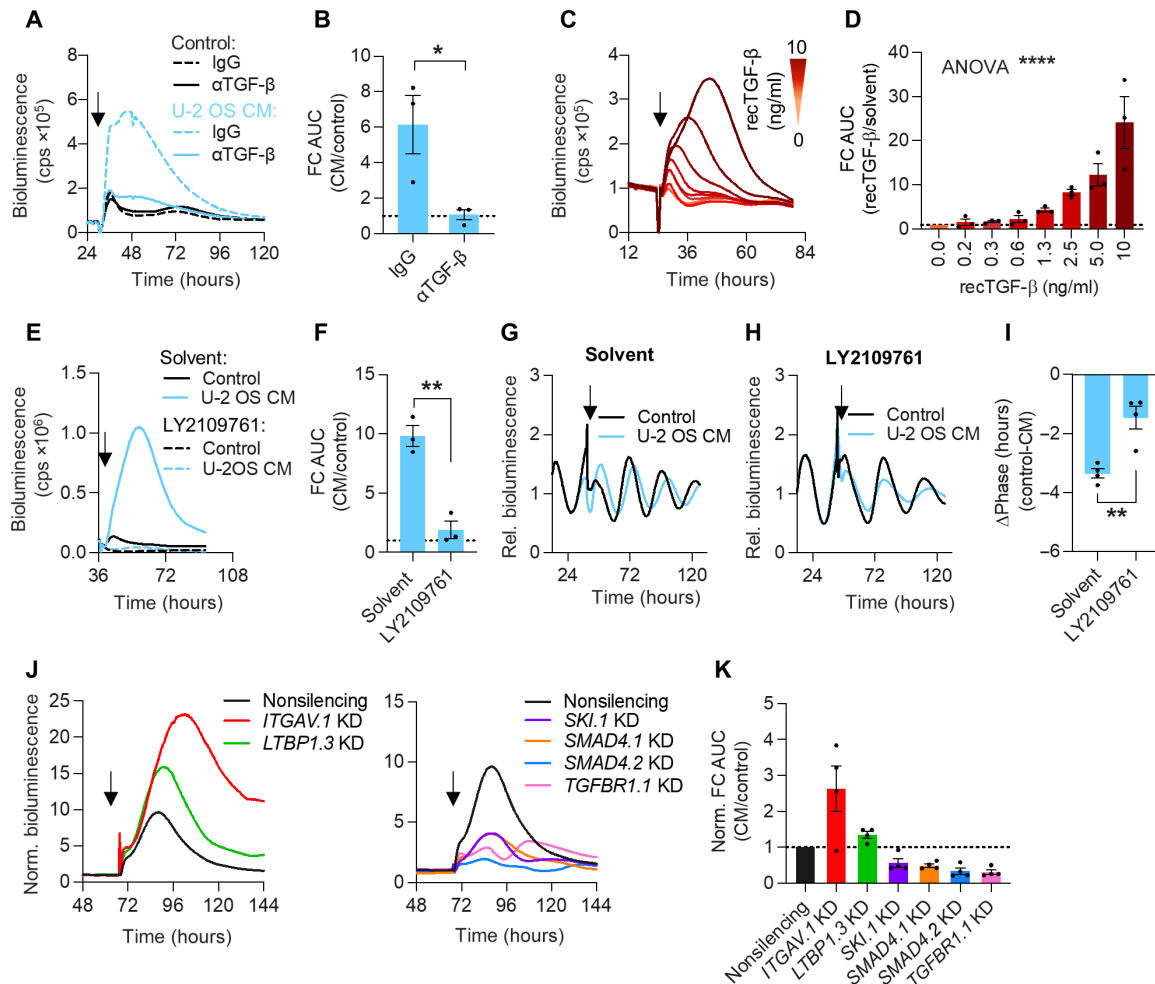 A
Control:
IgG
αTGF-β
U-2 OS CM:
IgG
αTGF-β
Bioluminescence
(cps ×10⁵)
8
6
4
2
0
24 48 72 96 120
Time (hours)
B
*
FC AUC
(CM/control)
10
8
6
4
2
0
IgG
αTGF-β
C
recTGF-β
(ng/ml)
10
0
Bioluminescence
(cps ×10⁵)
4
3
2
1
0
12 36 60 84
Time (hours)
D
ANOVA ****
FC AUC
(recTGF-β/solvent)
40
30
20
10
0
0.0
0.2
0.3
0.6
1.3
2.5
5.0
10
recTGF-β (ng/ml)
E
Solvent:
Control
U-2 OS CM
LY2109761:
Control
U-2OS CM
Bioluminescence
(cps ×10⁶)
1.5
1.0
0.5
0.0
36 72 108
Time (hours)
F
**
FC AUC
(CM/control)
15
10
5
0
Solvent
LY2109761
G
Solvent
Control
U-2 OS CM
Rel. bioluminescence
3
2
1
0
24 72 120
Time (hours)
H
LY2109761
Control
U-2 OS CM
Rel. bioluminescence
3
2
1
0
24 72 120
Time (hours)
I
ΔPhase (hours)
(control-CM)
0
−2
−4
−6
**
Solvent
LY2109761
J
Nonsilencing
ITGAV.1 KD
LTBP1.3 KD
Norm. bioluminescence
25
20
15
10
5
0
48 72 96 120 144
Time (hours)
Nonsilencing
SKI.1 KD
SMAD4.1 KD
SMAD4.2 KD
TGFBR1.1 KD
15
10
5
0
48 72 96 120 144
Time (hours)
K
Norm. FC AUC
(CM/control)
5
4
3
2
1
0
Nonsilencing
ITGAV.1 KD
LTBP1.3 KD
SKI.1 KD
SMAD4.1 KD
SMAD4.2 KD
TGFBR1.1 KD